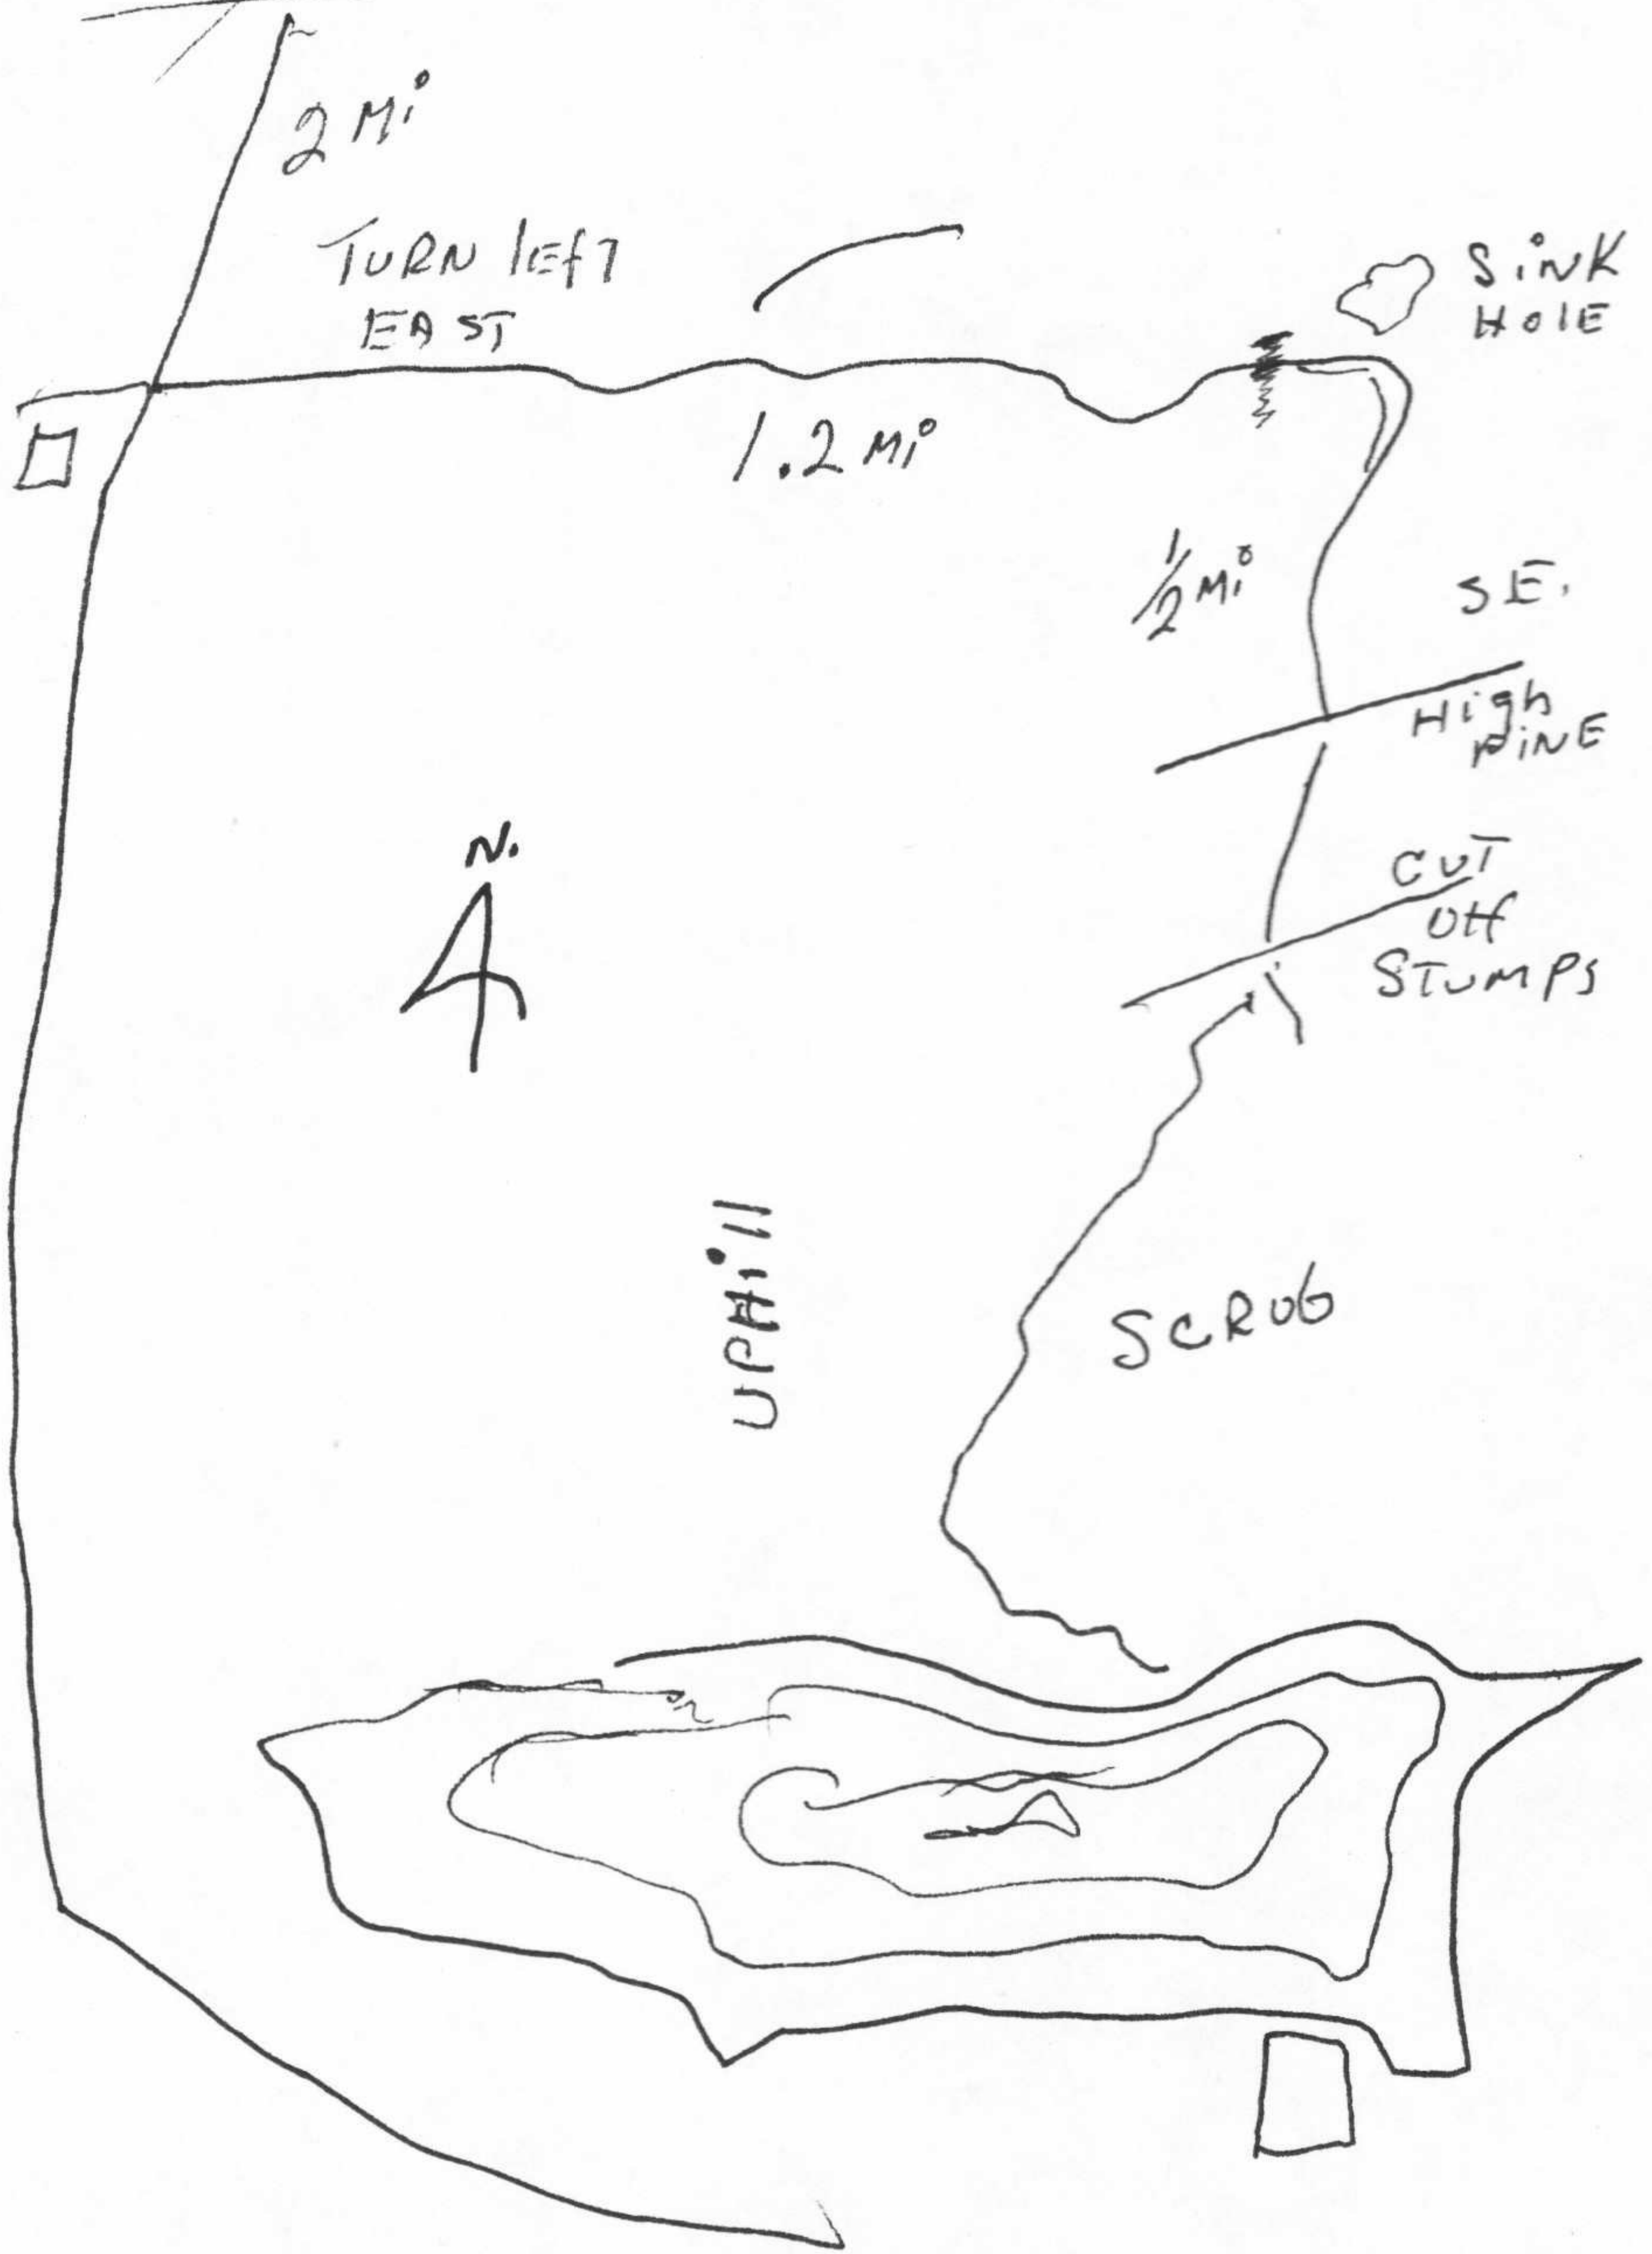 2 Mi
TURN lEfT
EAST
SiNK
HOlE
1.2 Mi
1/2 Mi
SE.
High
PiNE
N.
CUT
Off
STUMPS
UPHill
SCRUb